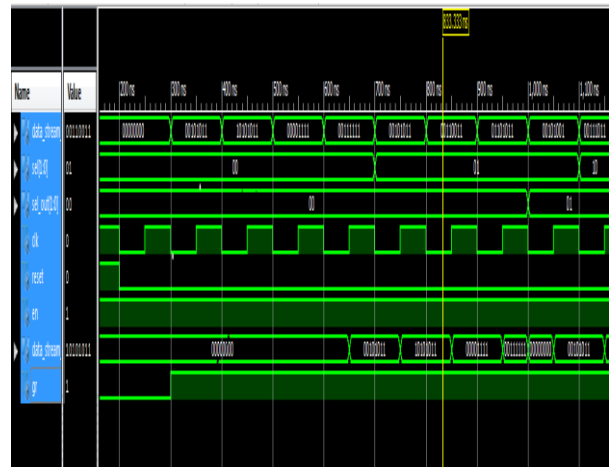 833.333 ns
Name
Value
200 ns
300 ns
400 ns
500 ns
600 ns
700 ns
800 ns
900 ns
1,000 ns
1,100 ns
data_stream
00110011
0000000
00101011
10101011
00001111
00111111
00101011
00110011
01101011
00101001
sel[1:0]
01
00
01
10
sel_out[1:0]
00
00
01
clk
0
reset
0
en
1
data_stream
10101011
00000000
00101011
10101011
00001111
00111111
00000000
00101011
gr
1